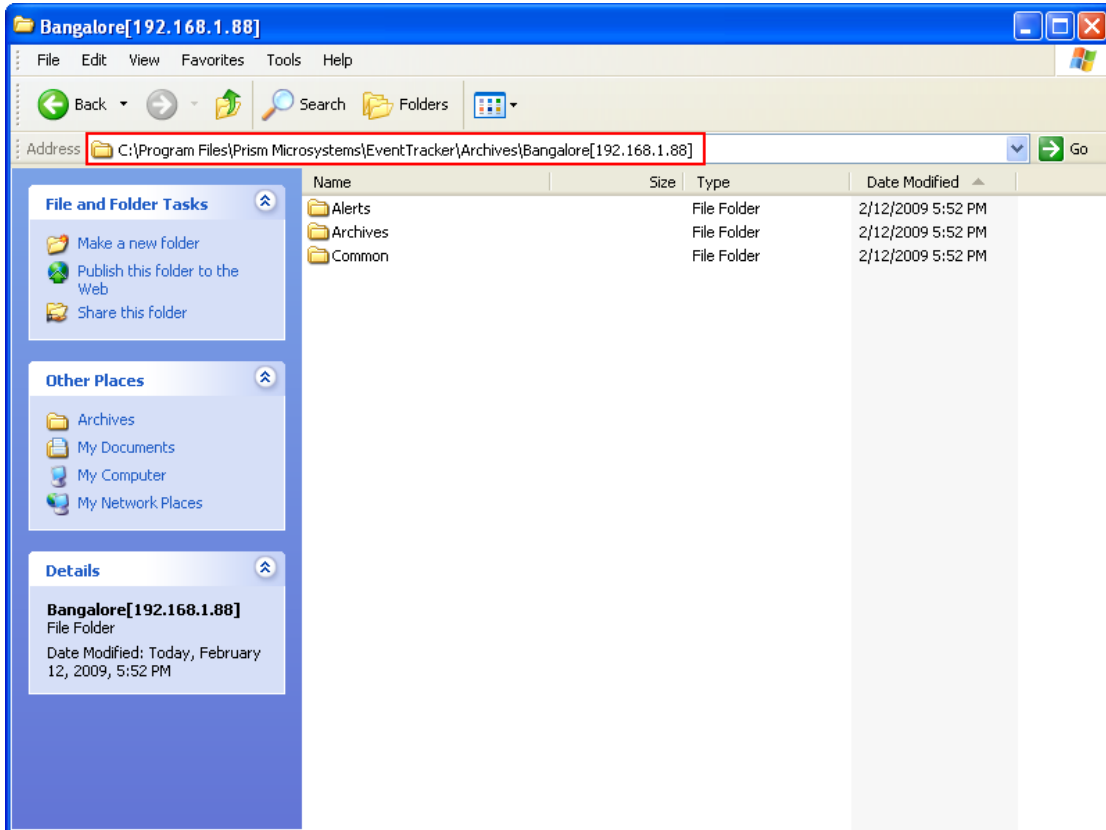 Bangalore[192.168.1.88]
File Edit View Favorites Tools Help
Back Search Folders
Address C:\Program Files\Prism Microsystems\EventTracker\Archives\Bangalore[192.168.1.88] Go
File and Folder Tasks
Make a new folder
Publish this folder to the
Web
Share this folder
Other Places
Archives
My Documents
My Computer
My Network Places
Details
Bangalore[192.168.1.88]
File Folder
Date Modified: Today, February
12, 2009, 5:52 PM
Name Size Type Date Modified
Alerts File Folder 2/12/2009 5:52 PM
Archives File Folder 2/12/2009 5:52 PM
Common File Folder 2/12/2009 5:52 PM